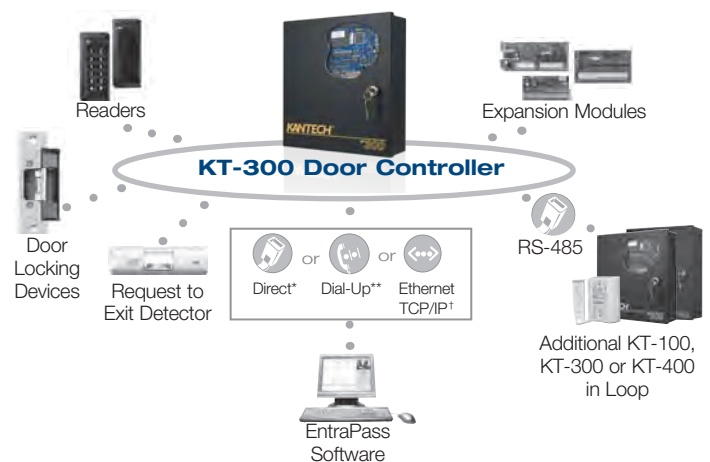 Readers
KANTECH
300
Expansion Modules
KT-300 Door Controller
Door
Locking
Devices
Request to
Exit Detector
or
or
Direct*
Dial-Up**
Ethernet
TCP/IP†
RS-485
Additional KT-100,
KT-300 or KT-400
in Loop
EntraPass
Software